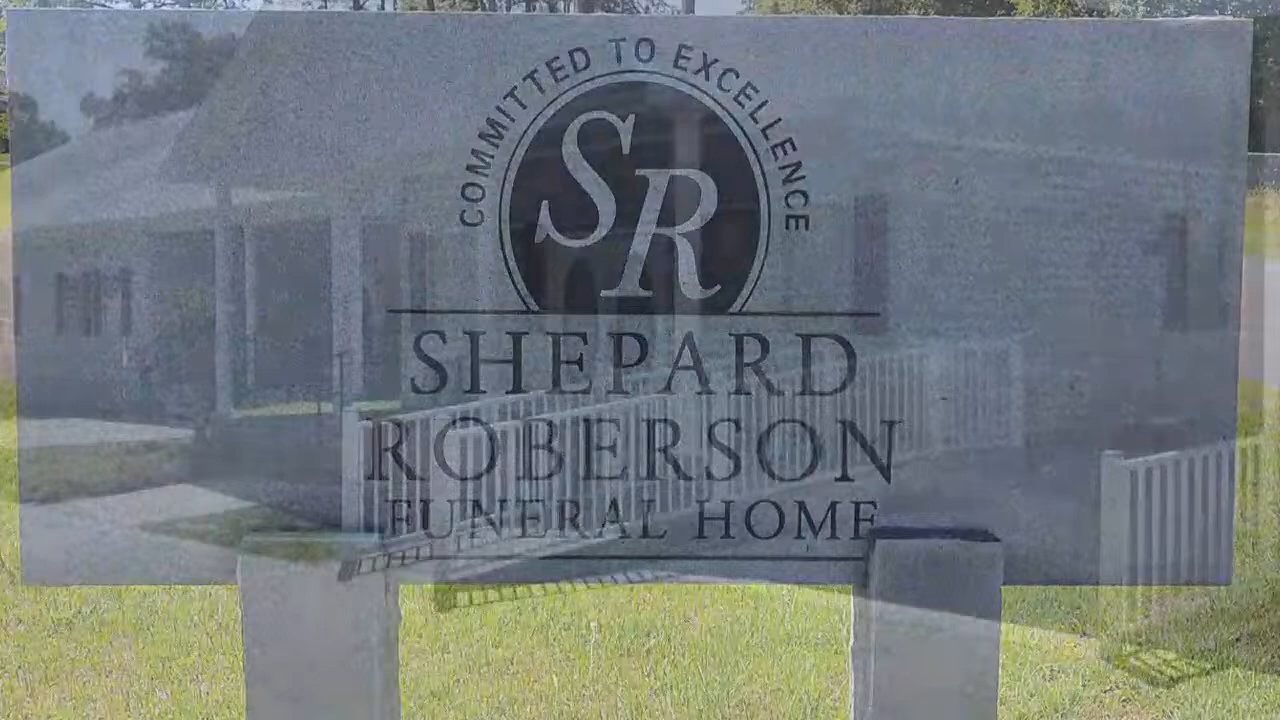 COMMITTED TO EXCELLENCE
SR
SHEPARD
ROBERSON
FUNERAL HOME